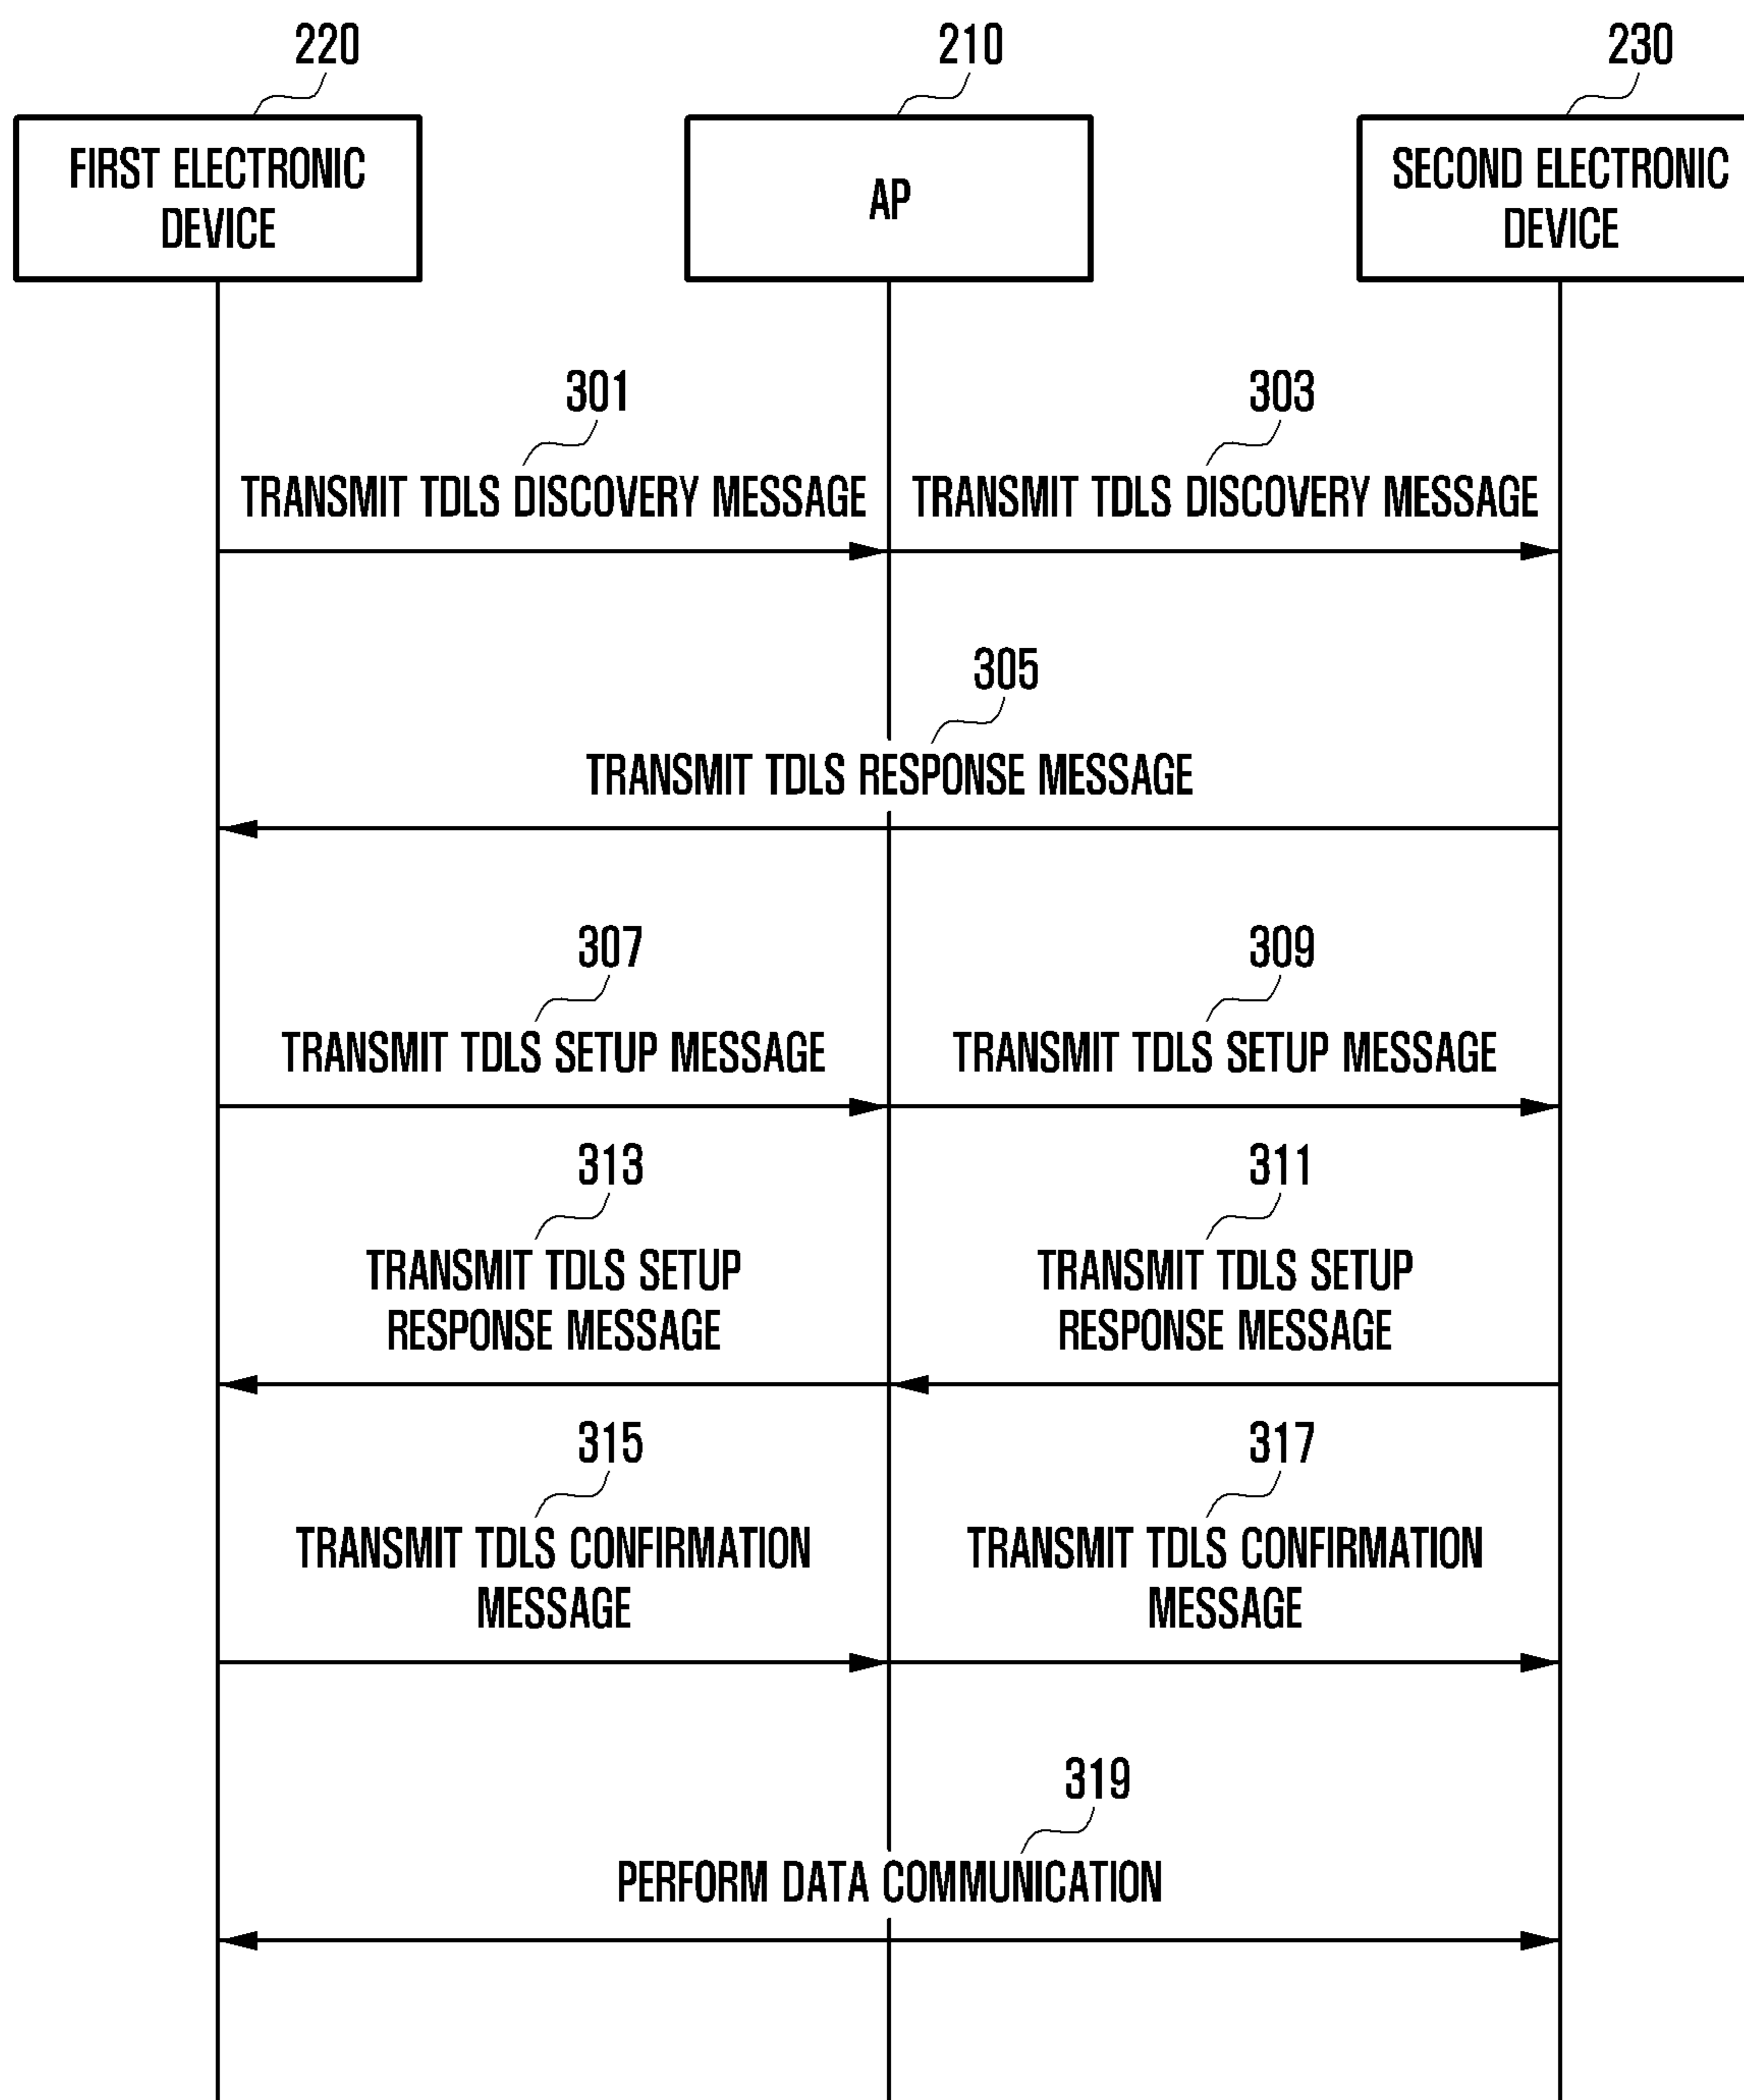 220
210
230
FIRST ELECTRONIC
DEVICE
AP
SECOND ELECTRONIC
DEVICE
301
303
TRANSMIT TDLS DISCOVERY MESSAGE
TRANSMIT TDLS DISCOVERY MESSAGE
305
TRANSMIT TDLS RESPONSE MESSAGE
307
309
TRANSMIT TDLS SETUP MESSAGE
TRANSMIT TDLS SETUP MESSAGE
313
311
TRANSMIT TDLS SETUP
RESPONSE MESSAGE
TRANSMIT TDLS SETUP
RESPONSE MESSAGE
315
317
TRANSMIT TDLS CONFIRMATION
MESSAGE
TRANSMIT TDLS CONFIRMATION
MESSAGE
319
PERFORM DATA COMMUNICATION